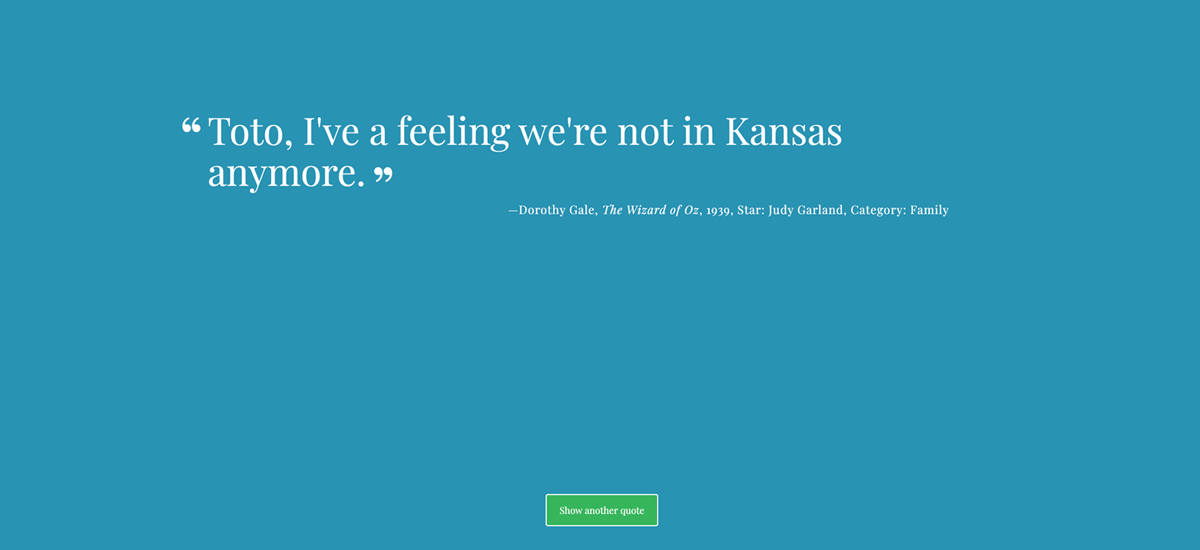 “Toto, I've a feeling we're not in Kansas
anymore.”
—Dorothy Gale, The Wizard of Oz, 1939, Star: Judy Garland, Category: Family
Show another quote